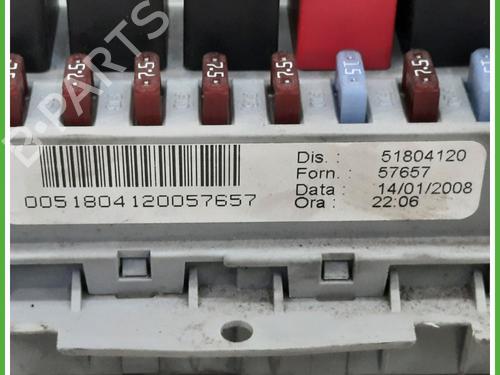 7.5 7.5 7.5 7.5 15 7.5
B-PARTS
Dis. : 51804120
Forn. : 57657
Data : 14/01/2008
Ora : 22:06
0051804120057657